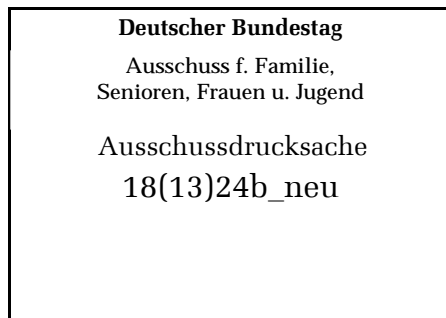 Deutscher Bundestag
Ausschuss f. Familie,
Senioren, Frauen u. Jugend
Ausschussdrucksache
18(13)24b_neu